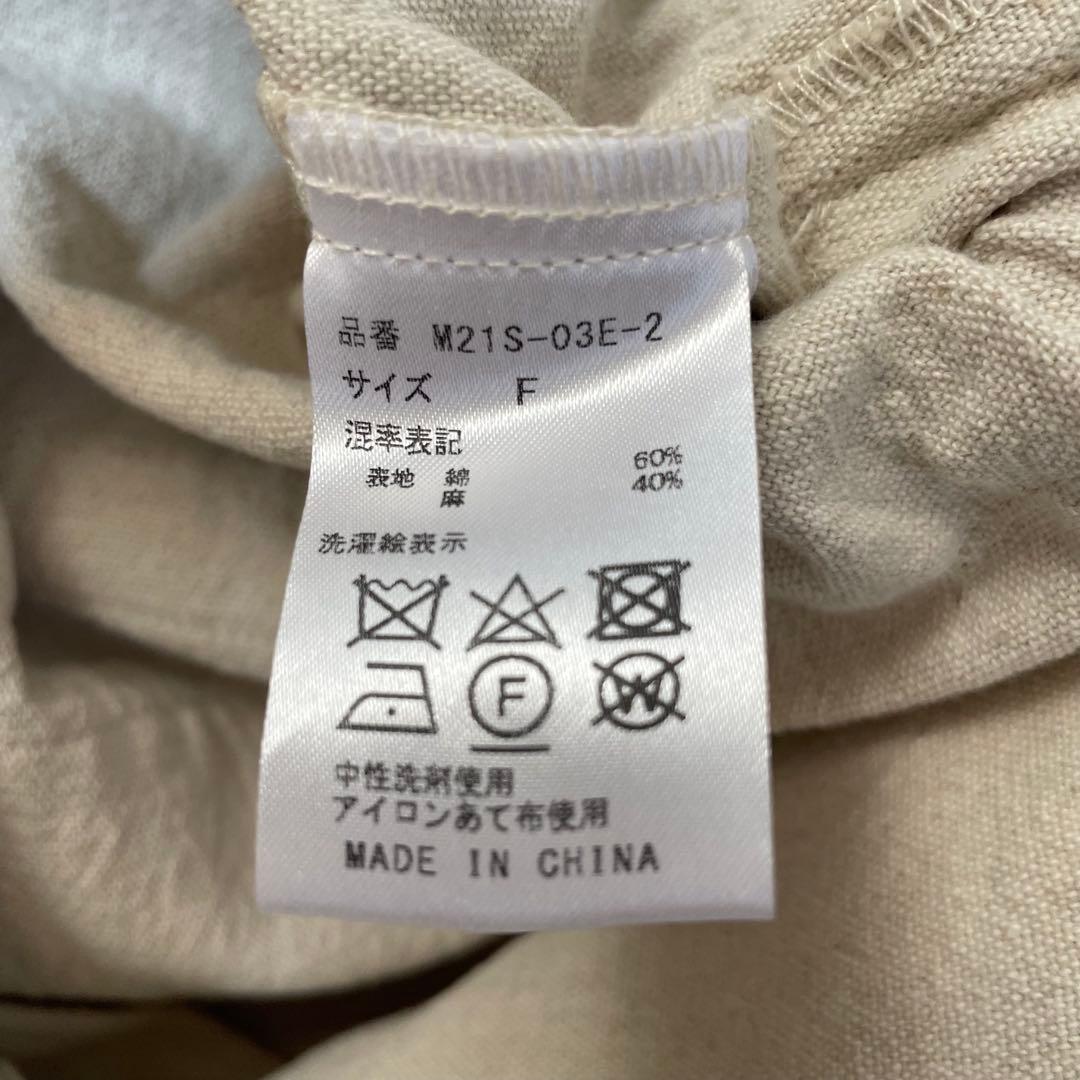 品番 M21S-03E-2
サイズ F
混率表記
表地 綿 60%
麻 40%
洗濯絵表示
F W
中性洗剤使用
アイロンあて布使用
MADE IN CHINA